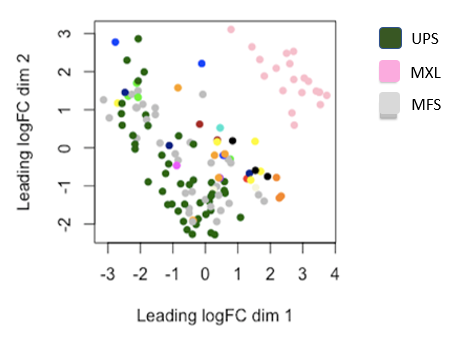 UPS
MXL
MFS
Leading logFC dim 2
3
2
1
0
-1
-2
-3 -2 -1 0 1 2 3 4
Leading logFC dim 1